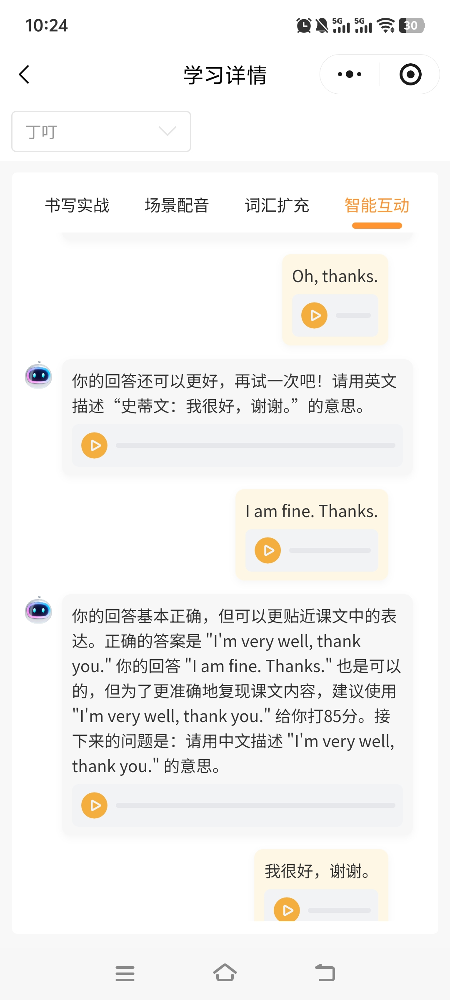 10:24
5G 5G 30
学习详情
丁叮
书写实战 场景配音 词汇扩充 智能互动
Oh, thanks.
你的回答还可以更好，再试一次吧！请用英文
描述“史蒂文：我很好，谢谢。”的意思。
I am fine. Thanks.
你的回答基本正确，但可以更贴近课文中的表
达。正确的答案是 "I'm very well, thank
you." 你的回答 "I am fine. Thanks." 也是可以
的，但为了更准确地复现课文内容，建议使用
"I'm very well, thank you." 给你打85分。接
下来的问题是：请用中文描述 "I'm very well,
thank you." 的意思。
我很好，谢谢。